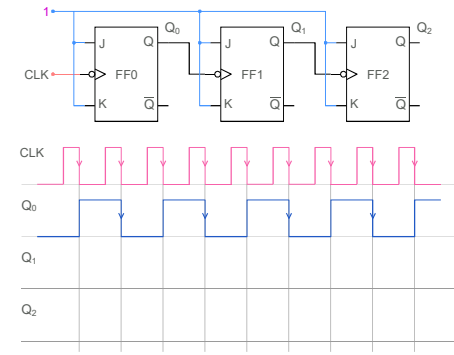 1 Q₀ Q₁ Q₂
J Q J Q J Q
CLK FF0 FF1 FF2
K Q̅ K Q̅ K Q̅
CLK
Q₀
Q₁
Q₂